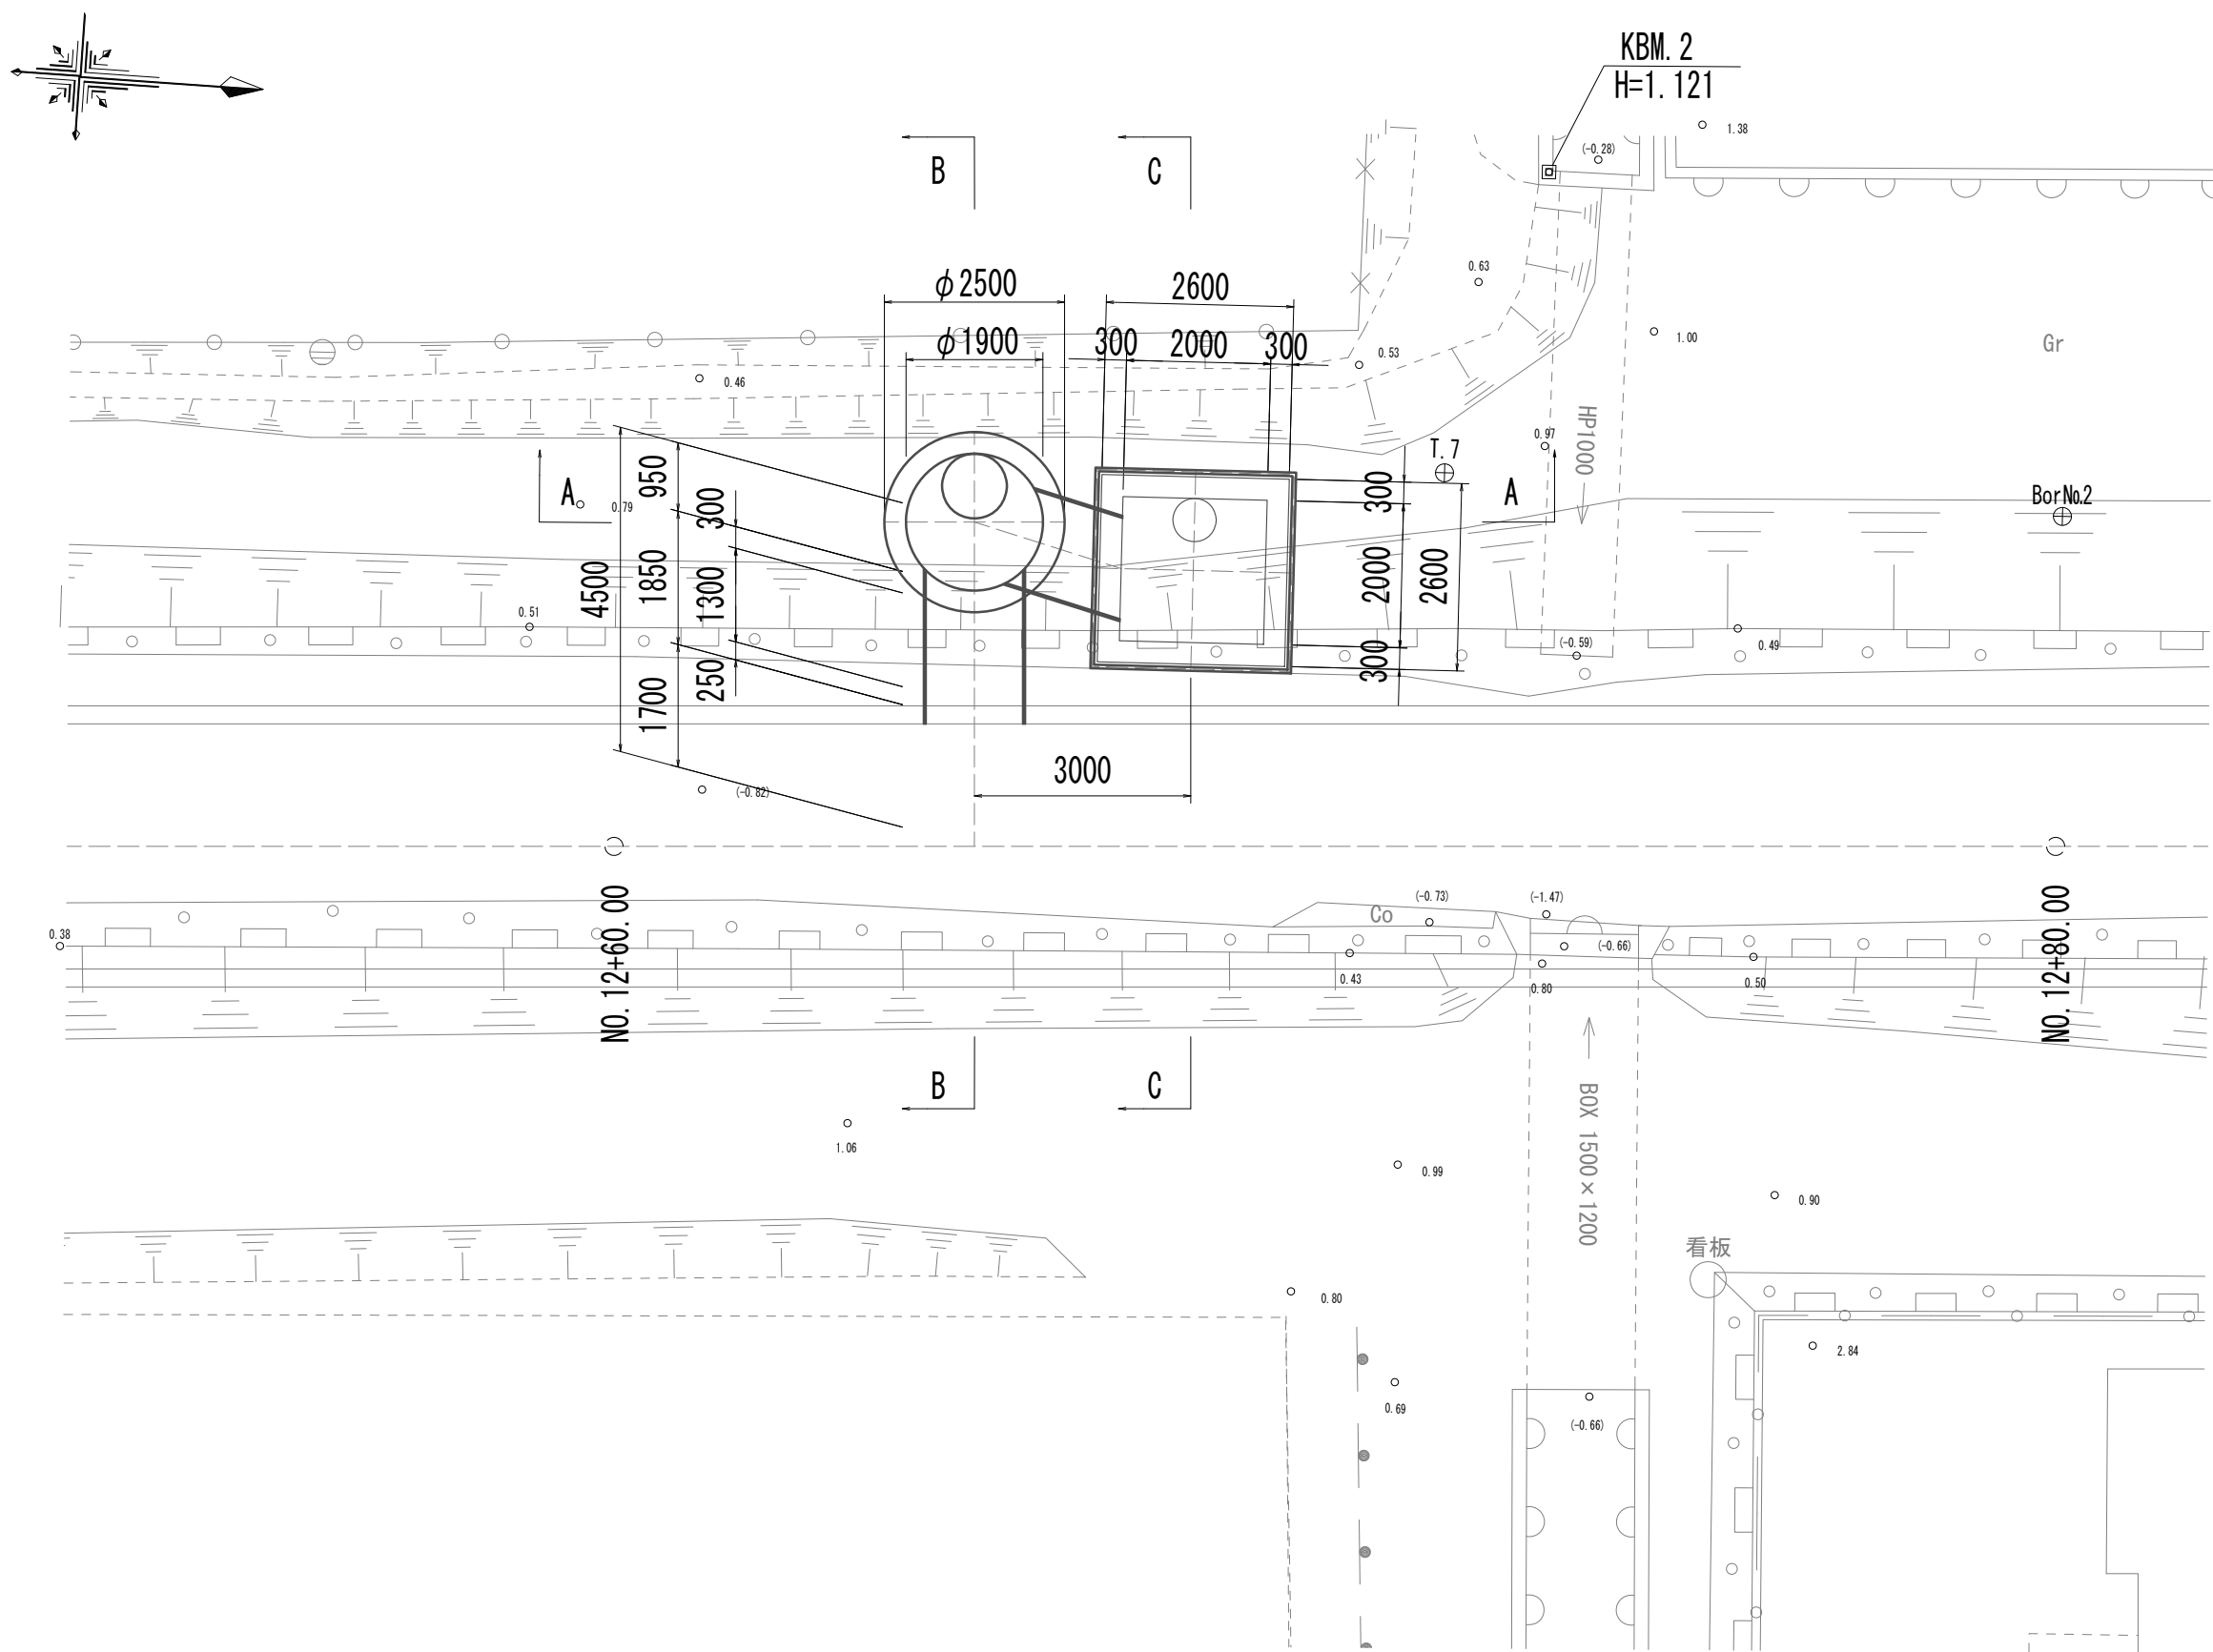 KBM. 2
H=1. 121
1. 38
(-0. 28)
B
C
0. 63
φ2500
2600
φ1900
300
2000
300
1. 00
Gr
0. 53
0. 46
HP1000
0. 97
T. 7
A
0. 79
950
300
300
A
BorNo.2
4500
1850
1300
2000
2600
0. 51
(-0. 59)
0. 49
1700
250
300
3000
(-0. 82)
NO. 12+60. 00
NO. 12+80. 00
(-0. 73)
(-1. 47)
Co
0. 38
(-0. 66)
0. 43
0. 80
0. 50
B
C
BOX 1500×1200
1. 06
0. 99
0. 90
看板
0. 80
2. 84
0. 69
(-0. 66)